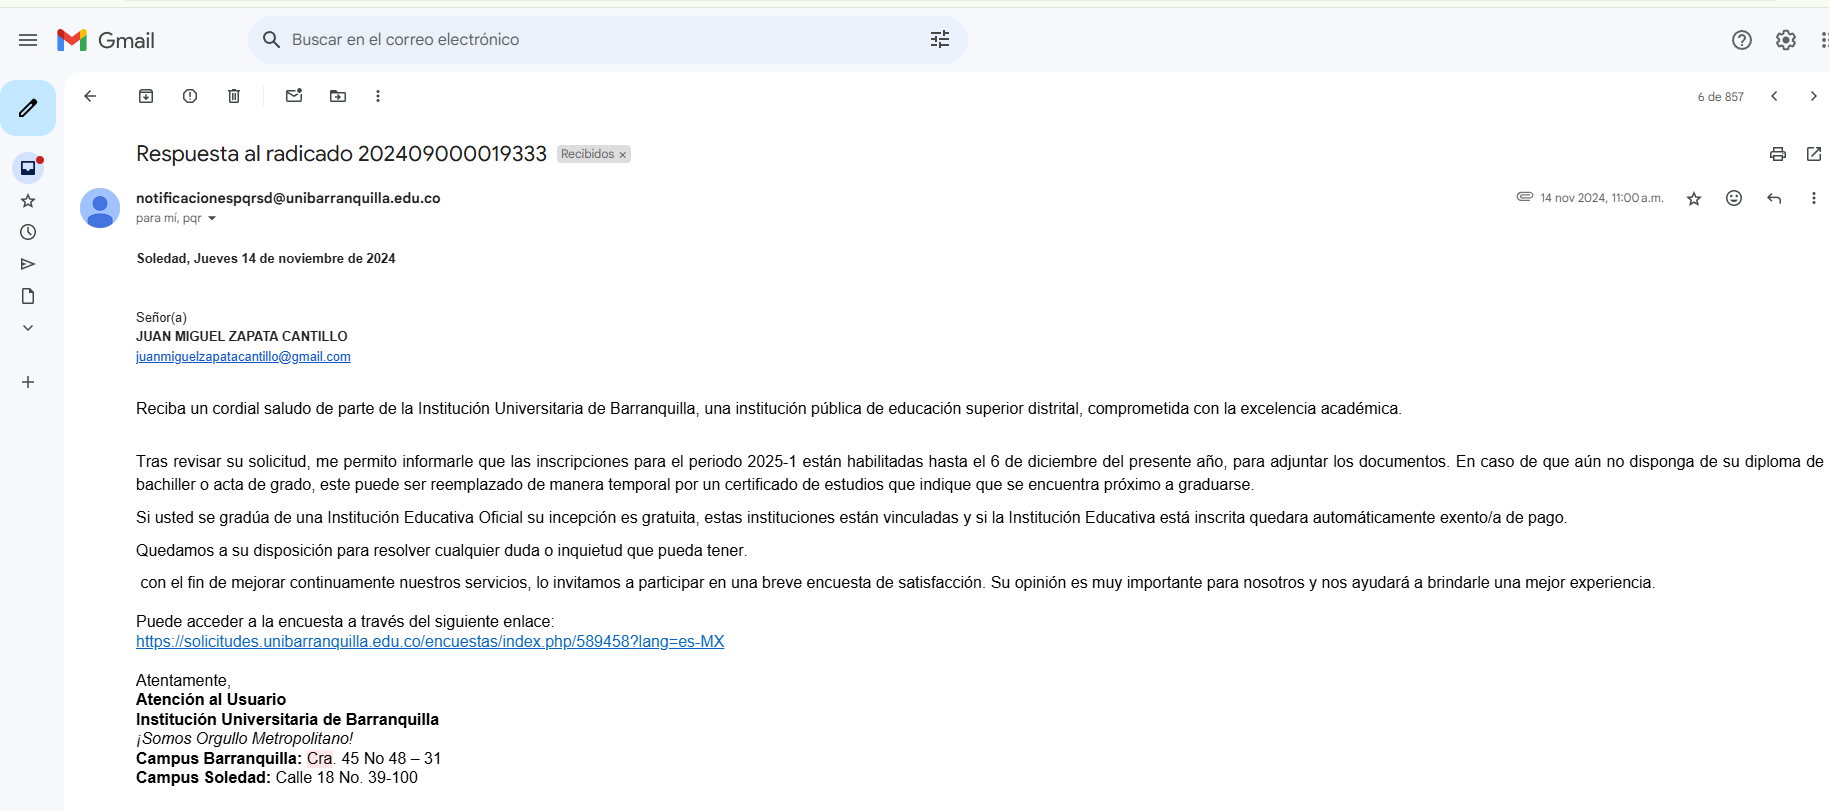 Gmail
Buscar en el correo electrónico
6 de 857
Respuesta al radicado 202409000019333 Recibidos x
notificacionespqrsd@unibarranquilla.edu.co
14 nov 2024, 11:00 a.m.
para mí, pqr
Soledad, Jueves 14 de noviembre de 2024
Señor(a)
JUAN MIGUEL ZAPATA CANTILLO
juanmiguelzapatacantillo@gmail.com
Reciba un cordial saludo de parte de la Institución Universitaria de Barranquilla, una institución pública de educación superior distrital, comprometida con la excelencia académica.
Tras revisar su solicitud, me permito informarle que las inscripciones para el periodo 2025-1 están habilitadas hasta el 6 de diciembre del presente año, para adjuntar los documentos. En caso de que aún no disponga de su diploma de
bachiller o acta de grado, este puede ser reemplazado de manera temporal por un certificado de estudios que indique que se encuentra próximo a graduarse.
Si usted se gradúa de una Institución Educativa Oficial su incepción es gratuita, estas instituciones están vinculadas y si la Institución Educativa está inscrita quedara automáticamente exento/a de pago.
Quedamos a su disposición para resolver cualquier duda o inquietud que pueda tener.
con el fin de mejorar continuamente nuestros servicios, lo invitamos a participar en una breve encuesta de satisfacción. Su opinión es muy importante para nosotros y nos ayudará a brindarle una mejor experiencia.
Puede acceder a la encuesta a través del siguiente enlace:
https://solicitudes.unibarranquilla.edu.co/encuestas/index.php/589458?lang=es-MX
Atentamente,
Atención al Usuario
Institución Universitaria de Barranquilla
¡Somos Orgullo Metropolitano!
Campus Barranquilla: Cra. 45 No 48 – 31
Campus Soledad: Calle 18 No. 39-100